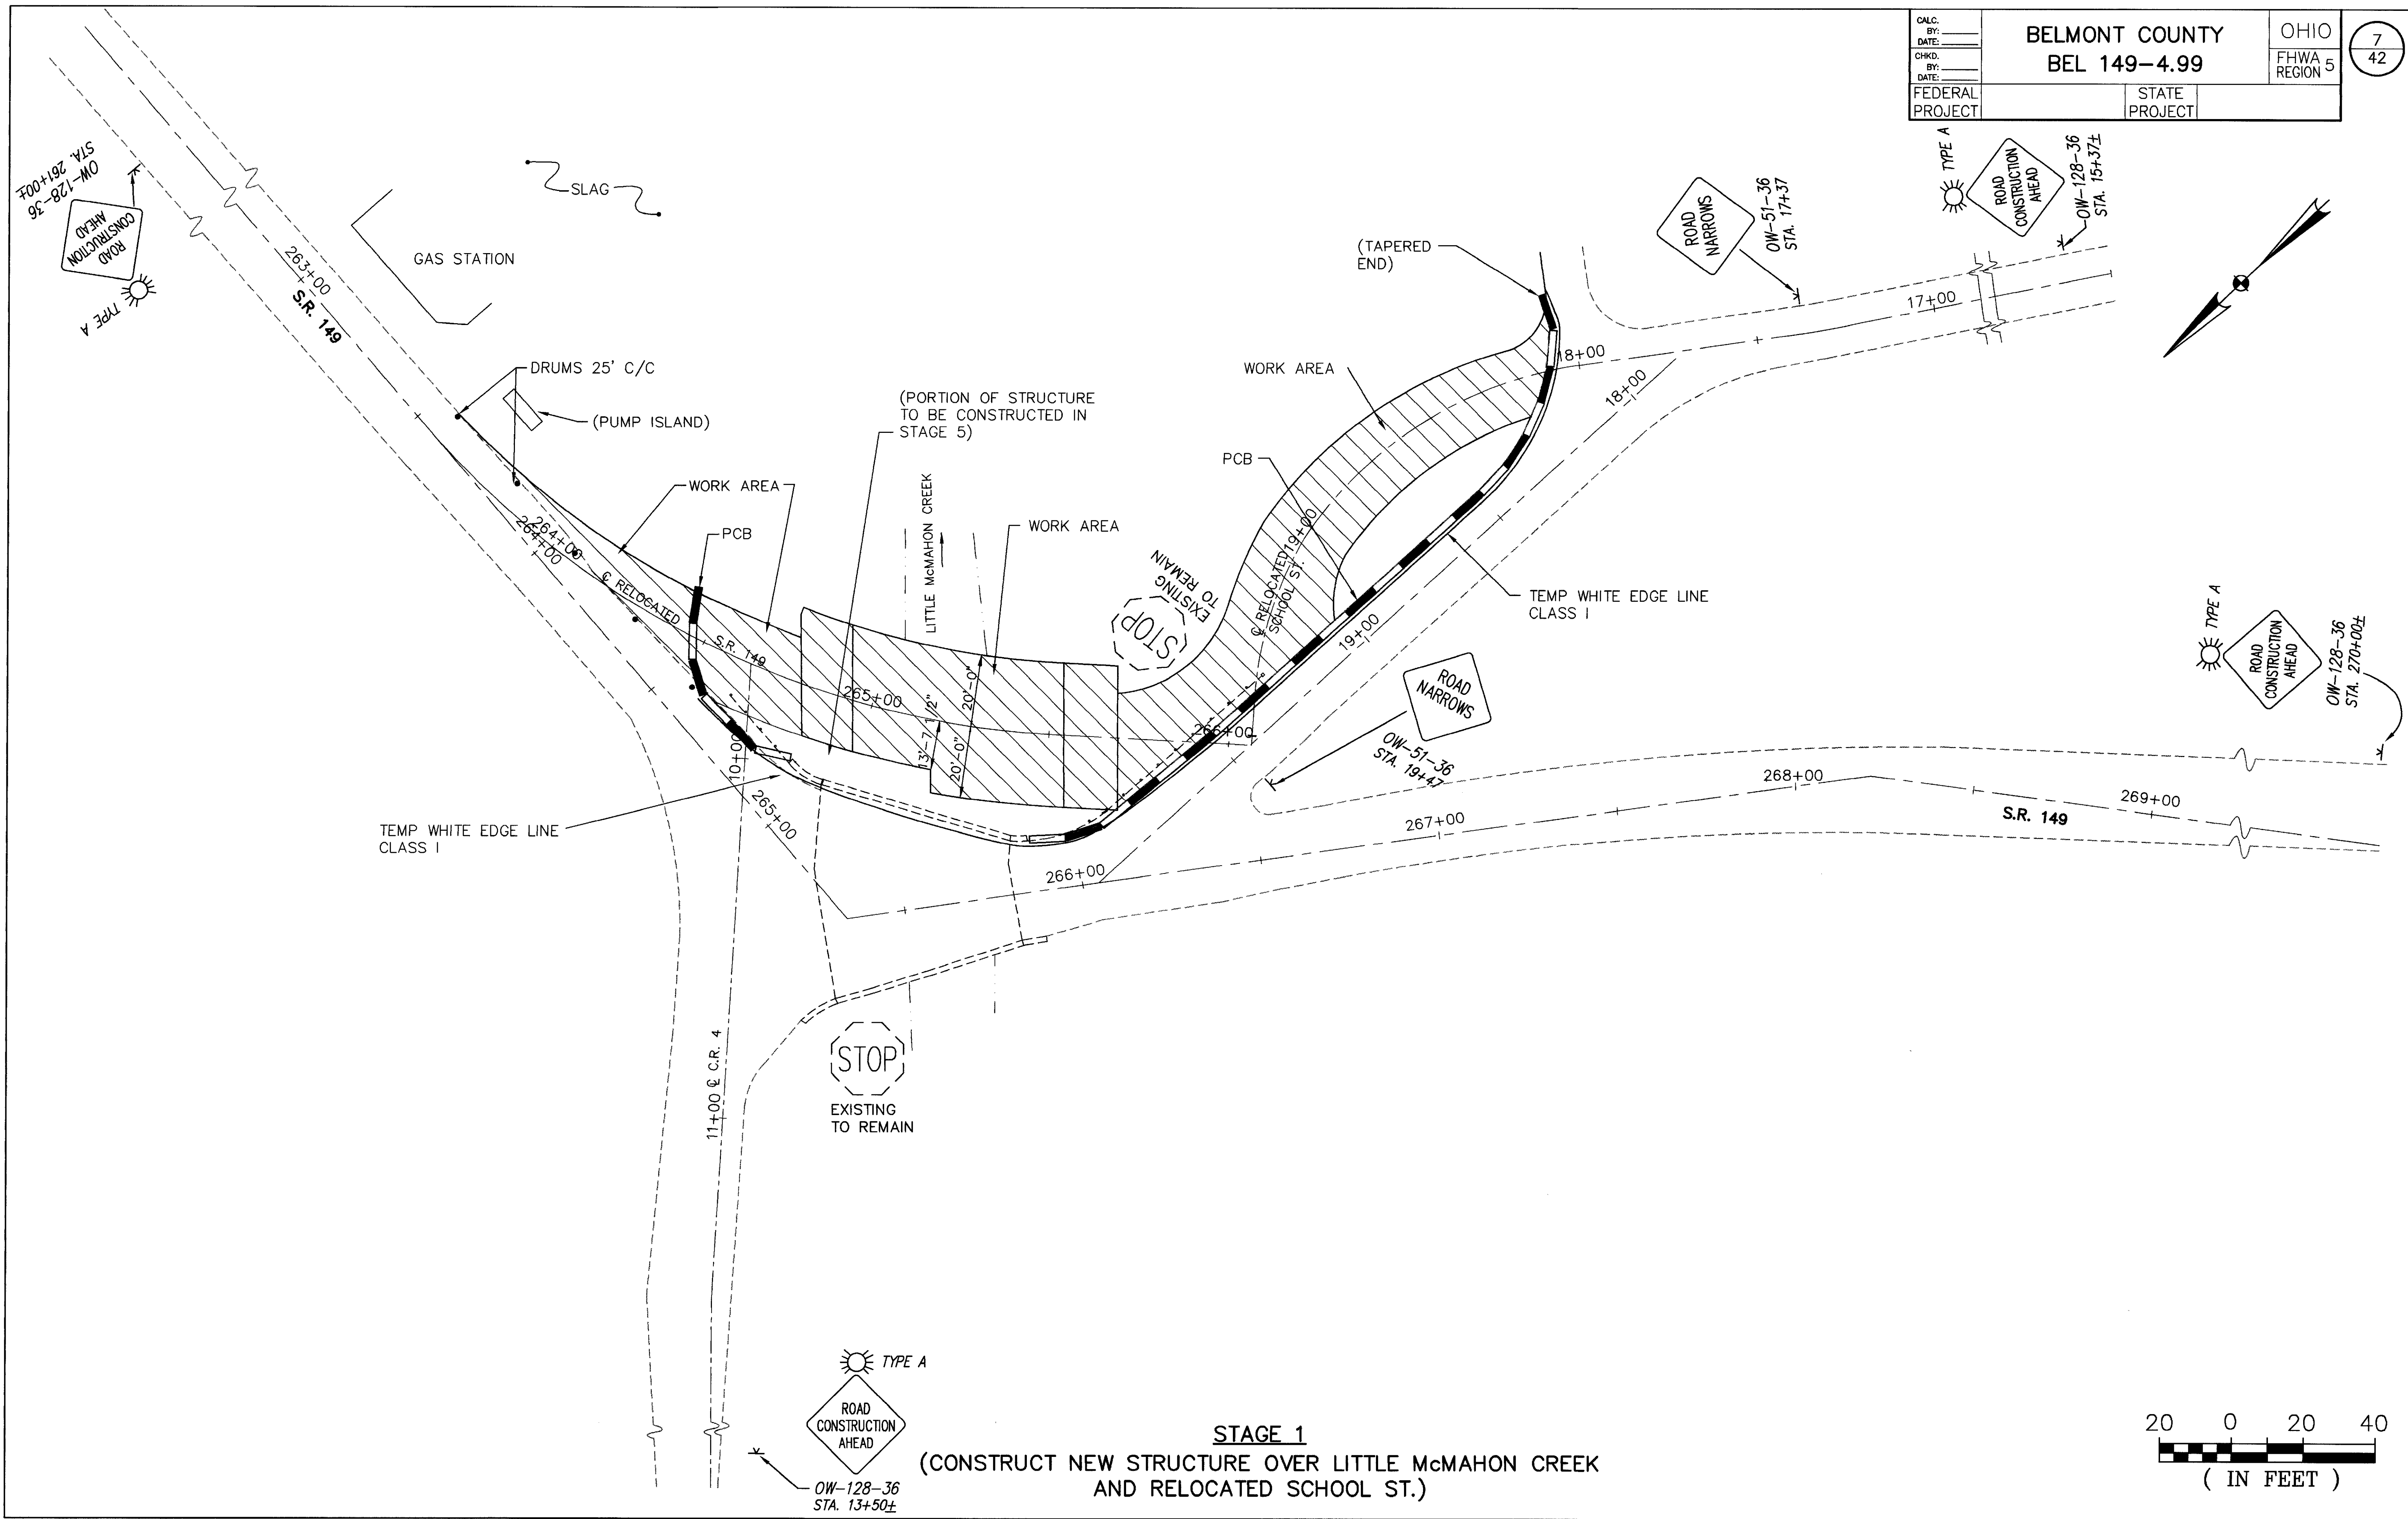 CALC.
BY:
DATE:
CHKD.
BY:
DATE:
BELMONT COUNTY
BEL 149-4.99
OHIO
FHWA
REGION 5
7
42
FEDERAL
PROJECT
STATE
PROJECT
OW-128-36
STA. 261+00±
ROAD
CONSTRUCTION
AHEAD
TYPE A
263+00
S.R. 149
SLAG
GAS STATION
DRUMS 25' C/C
(PUMP ISLAND)
(PORTION OF STRUCTURE
TO BE CONSTRUCTED IN
STAGE 5)
WORK AREA
PCB
264+00
264+00
℄ RELOCATED
S.R. 149
LITTLE McMAHON CREEK
WORK AREA
265+00
13'-7 1/2"
20'-0"
20'-0"
10+00
265+00
TEMP WHITE EDGE LINE
CLASS I
EXISTING
TO REMAIN
STOP
266+00
(TAPERED
END)
WORK AREA
PCB
℄ RELOCATED
SCHOOL ST.
19+00
18+00
18+00
19+00
17+00
ROAD
NARROWS
OW-51-36
STA. 17+37
TYPE A
ROAD
CONSTRUCTION
AHEAD
OW-128-36
STA. 15+37±
TEMP WHITE EDGE LINE
CLASS I
ROAD
NARROWS
OW-51-36
STA. 19+47
TYPE A
ROAD
CONSTRUCTION
AHEAD
OW-128-36
STA. 270+00±
266+00
267+00
268+00
269+00
S.R. 149
11+00 ℄ C.R. 4
STOP
EXISTING
TO REMAIN
TYPE A
ROAD
CONSTRUCTION
AHEAD
OW-128-36
STA. 13+50±
STAGE 1
(CONSTRUCT NEW STRUCTURE OVER LITTLE McMAHON CREEK
AND RELOCATED SCHOOL ST.)
20 0 20 40
( IN FEET )